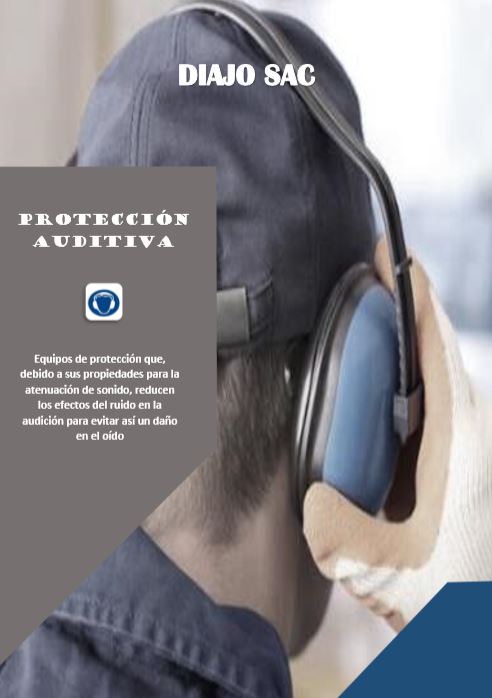 DIAJO SAC
PROTECCIÓN
AUDITIVA
Equipos de protección que,
debido a sus propiedades para la
atenuación de sonido, reducen
los efectos del ruido en la
audición para evitar así un daño
en el oído